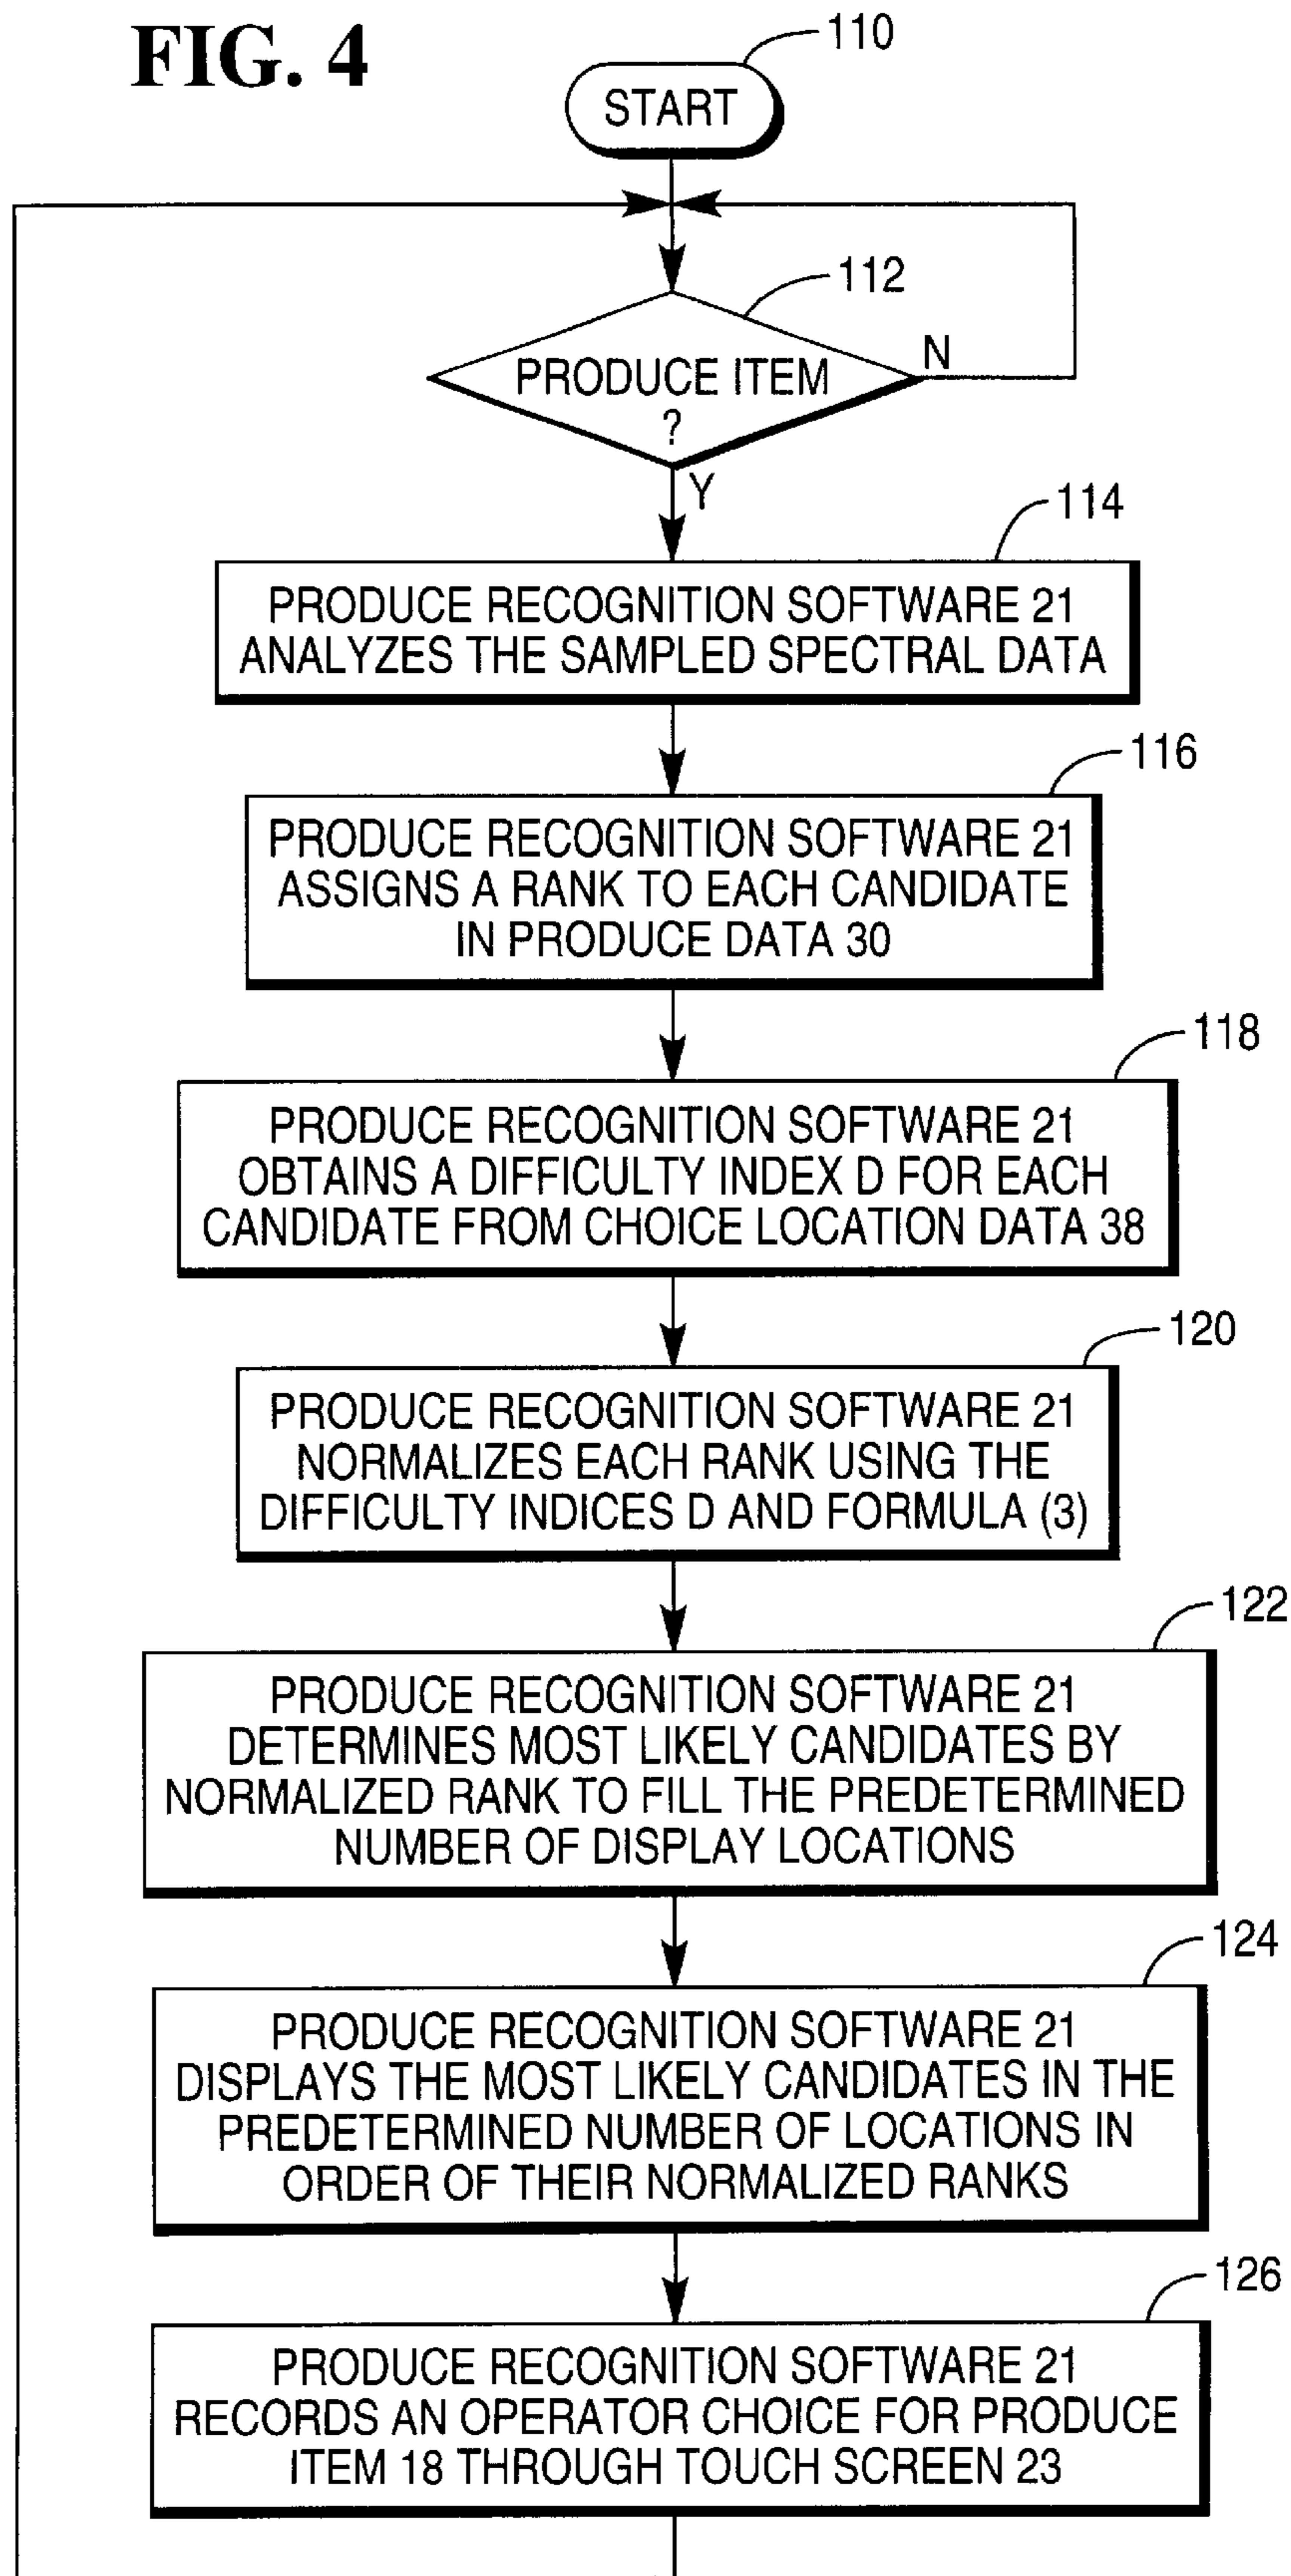 FIG. 4
110
START
112
PRODUCE ITEM
?
N
Y
114
PRODUCE RECOGNITION SOFTWARE 21
ANALYZES THE SAMPLED SPECTRAL DATA
116
PRODUCE RECOGNITION SOFTWARE 21
ASSIGNS A RANK TO EACH CANDIDATE
IN PRODUCE DATA 30
118
PRODUCE RECOGNITION SOFTWARE 21
OBTAINS A DIFFICULTY INDEX D FOR EACH
CANDIDATE FROM CHOICE LOCATION DATA 38
120
PRODUCE RECOGNITION SOFTWARE 21
NORMALIZES EACH RANK USING THE
DIFFICULTY INDICES D AND FORMULA (3)
122
PRODUCE RECOGNITION SOFTWARE 21
DETERMINES MOST LIKELY CANDIDATES BY
NORMALIZED RANK TO FILL THE PREDETERMINED
NUMBER OF DISPLAY LOCATIONS
124
PRODUCE RECOGNITION SOFTWARE 21
DISPLAYS THE MOST LIKELY CANDIDATES IN THE
PREDETERMINED NUMBER OF LOCATIONS IN
ORDER OF THEIR NORMALIZED RANKS
126
PRODUCE RECOGNITION SOFTWARE 21
RECORDS AN OPERATOR CHOICE FOR PRODUCE
ITEM 18 THROUGH TOUCH SCREEN 23